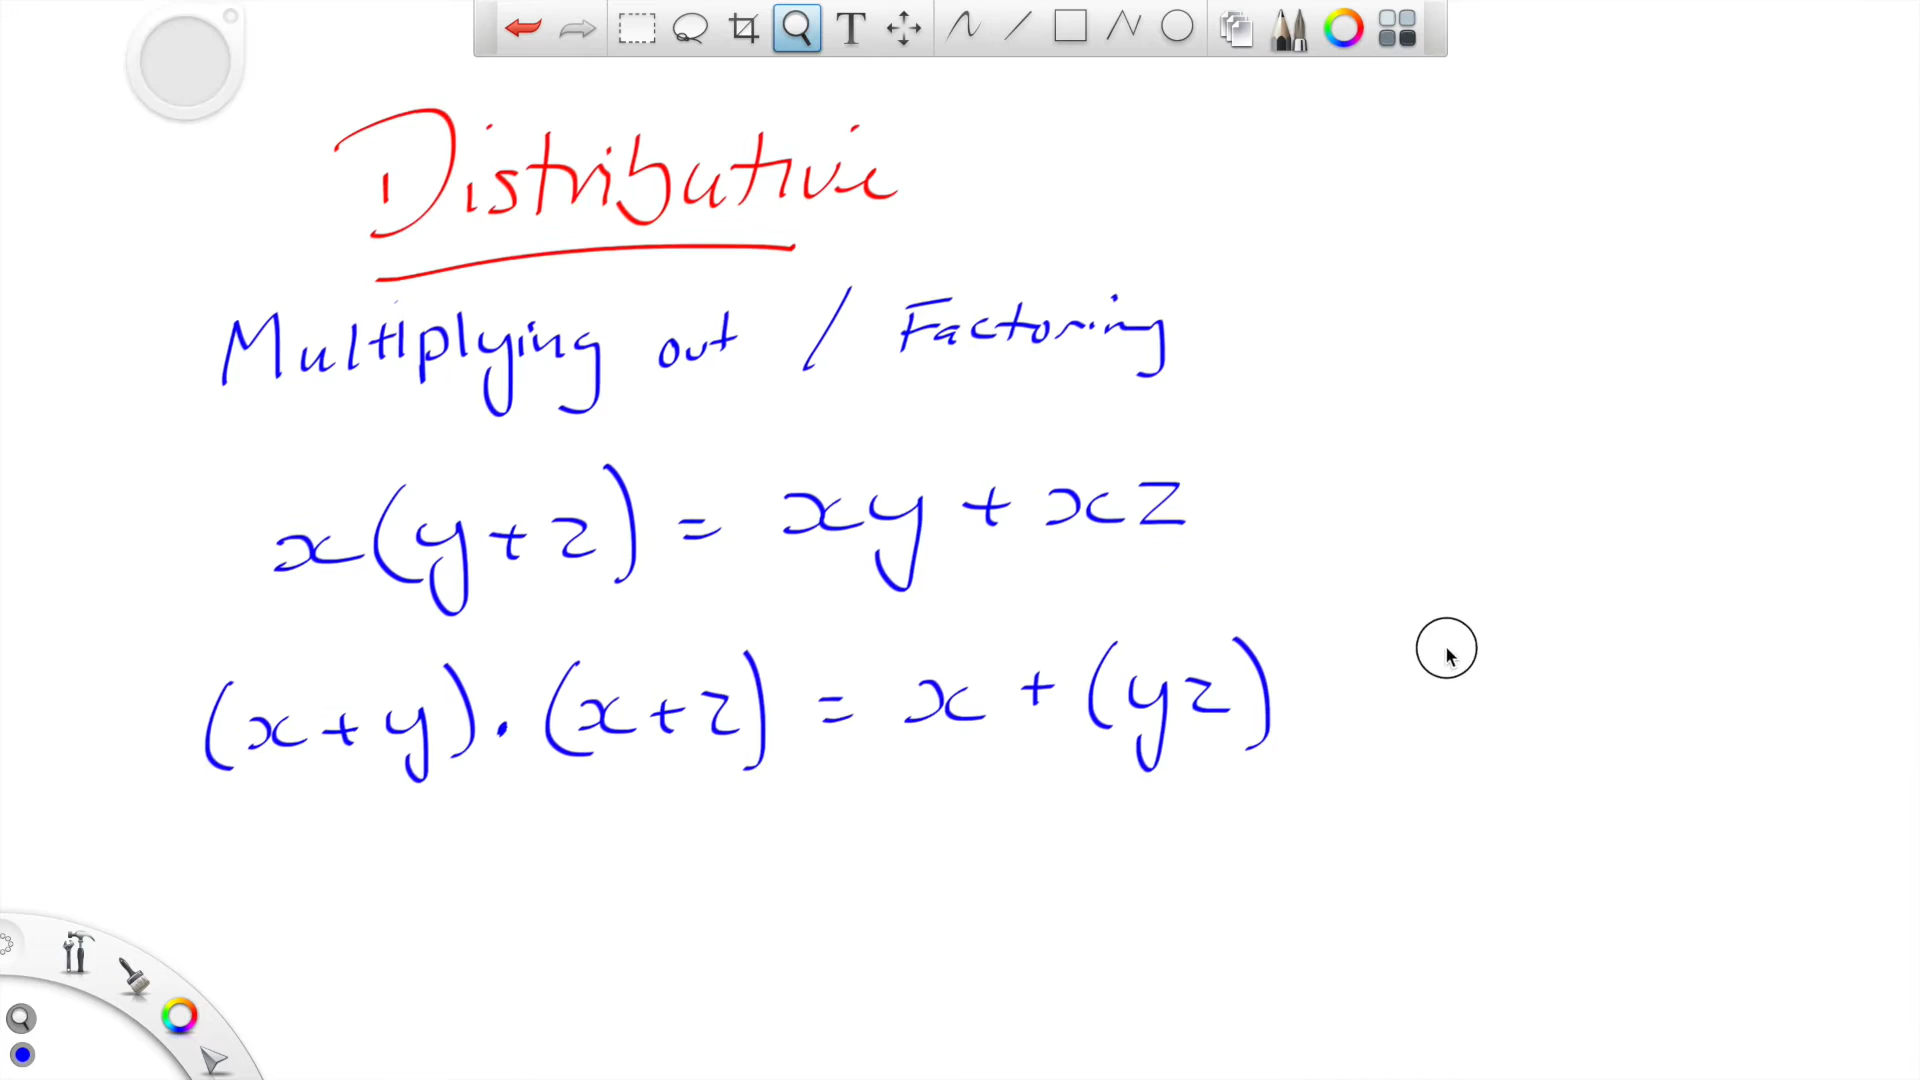 Distributive
Multiplying out / Factoring
x(y+z) = xy + xz
(x+y).(x+z) = x + (yz)